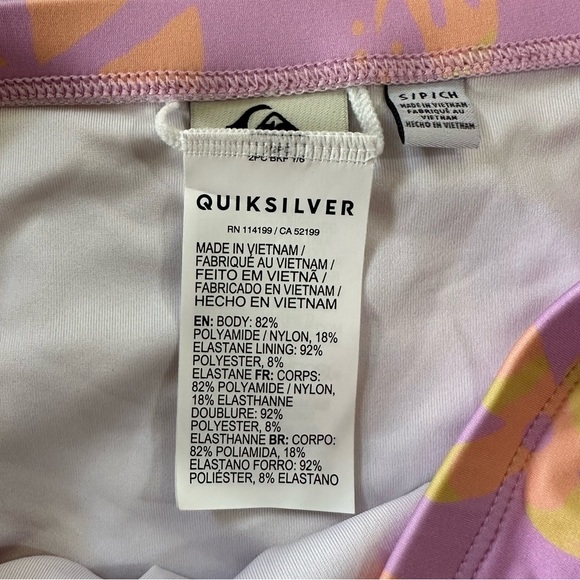 S|P|CH
MADE IN VIETNAM
FABRIQUÉ AU
VIETNAM
HECHO EN VIETNAM
QUIKSILVER
RN 114199 / CA 52199
MADE IN VIETNAM /
FABRIQUÉ AU VIETNAM /
FEITO EM VIETNÃ /
FABRICADO EN VIETNAM /
HECHO EN VIETNAM
EN: BODY: 82%
POLYAMIDE / NYLON, 18%
ELASTANE LINING: 92%
POLYESTER, 8%
ELASTANE FR: CORPS:
82% POLYAMIDE / NYLON,
18% ELASTHANNE
DOUBLURE: 92%
POLYESTER, 8%
ELASTHANNE BR: CORPO:
82% POLIAMIDA, 18%
ELASTANO FORRO: 92%
POLIÉSTER, 8% ELASTANO